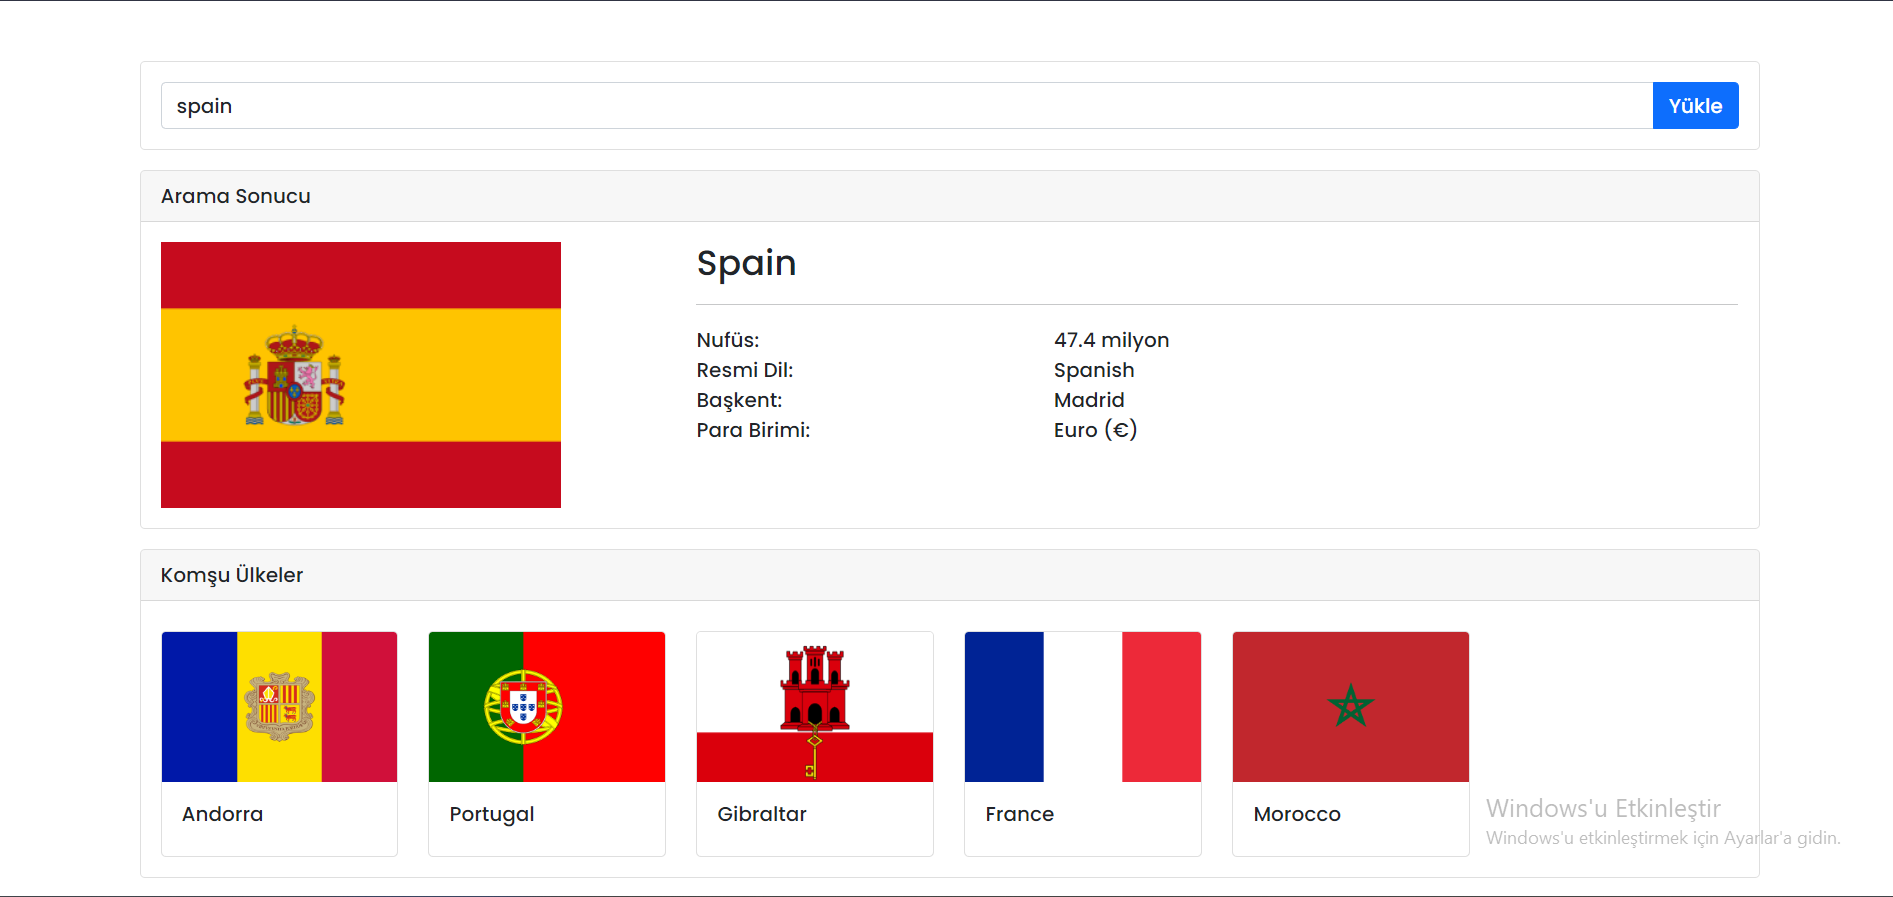 spain
Yükle
Arama Sonucu
Spain
Nufüs: 47.4 milyon
Resmi Dil: Spanish
Başkent: Madrid
Para Birimi: Euro (€)
Komşu Ülkeler
Andorra
Portugal
Gibraltar
France
Morocco
Windows'u Etkinleştir
Windows'u etkinleştirmek için Ayarlar'a gidin.